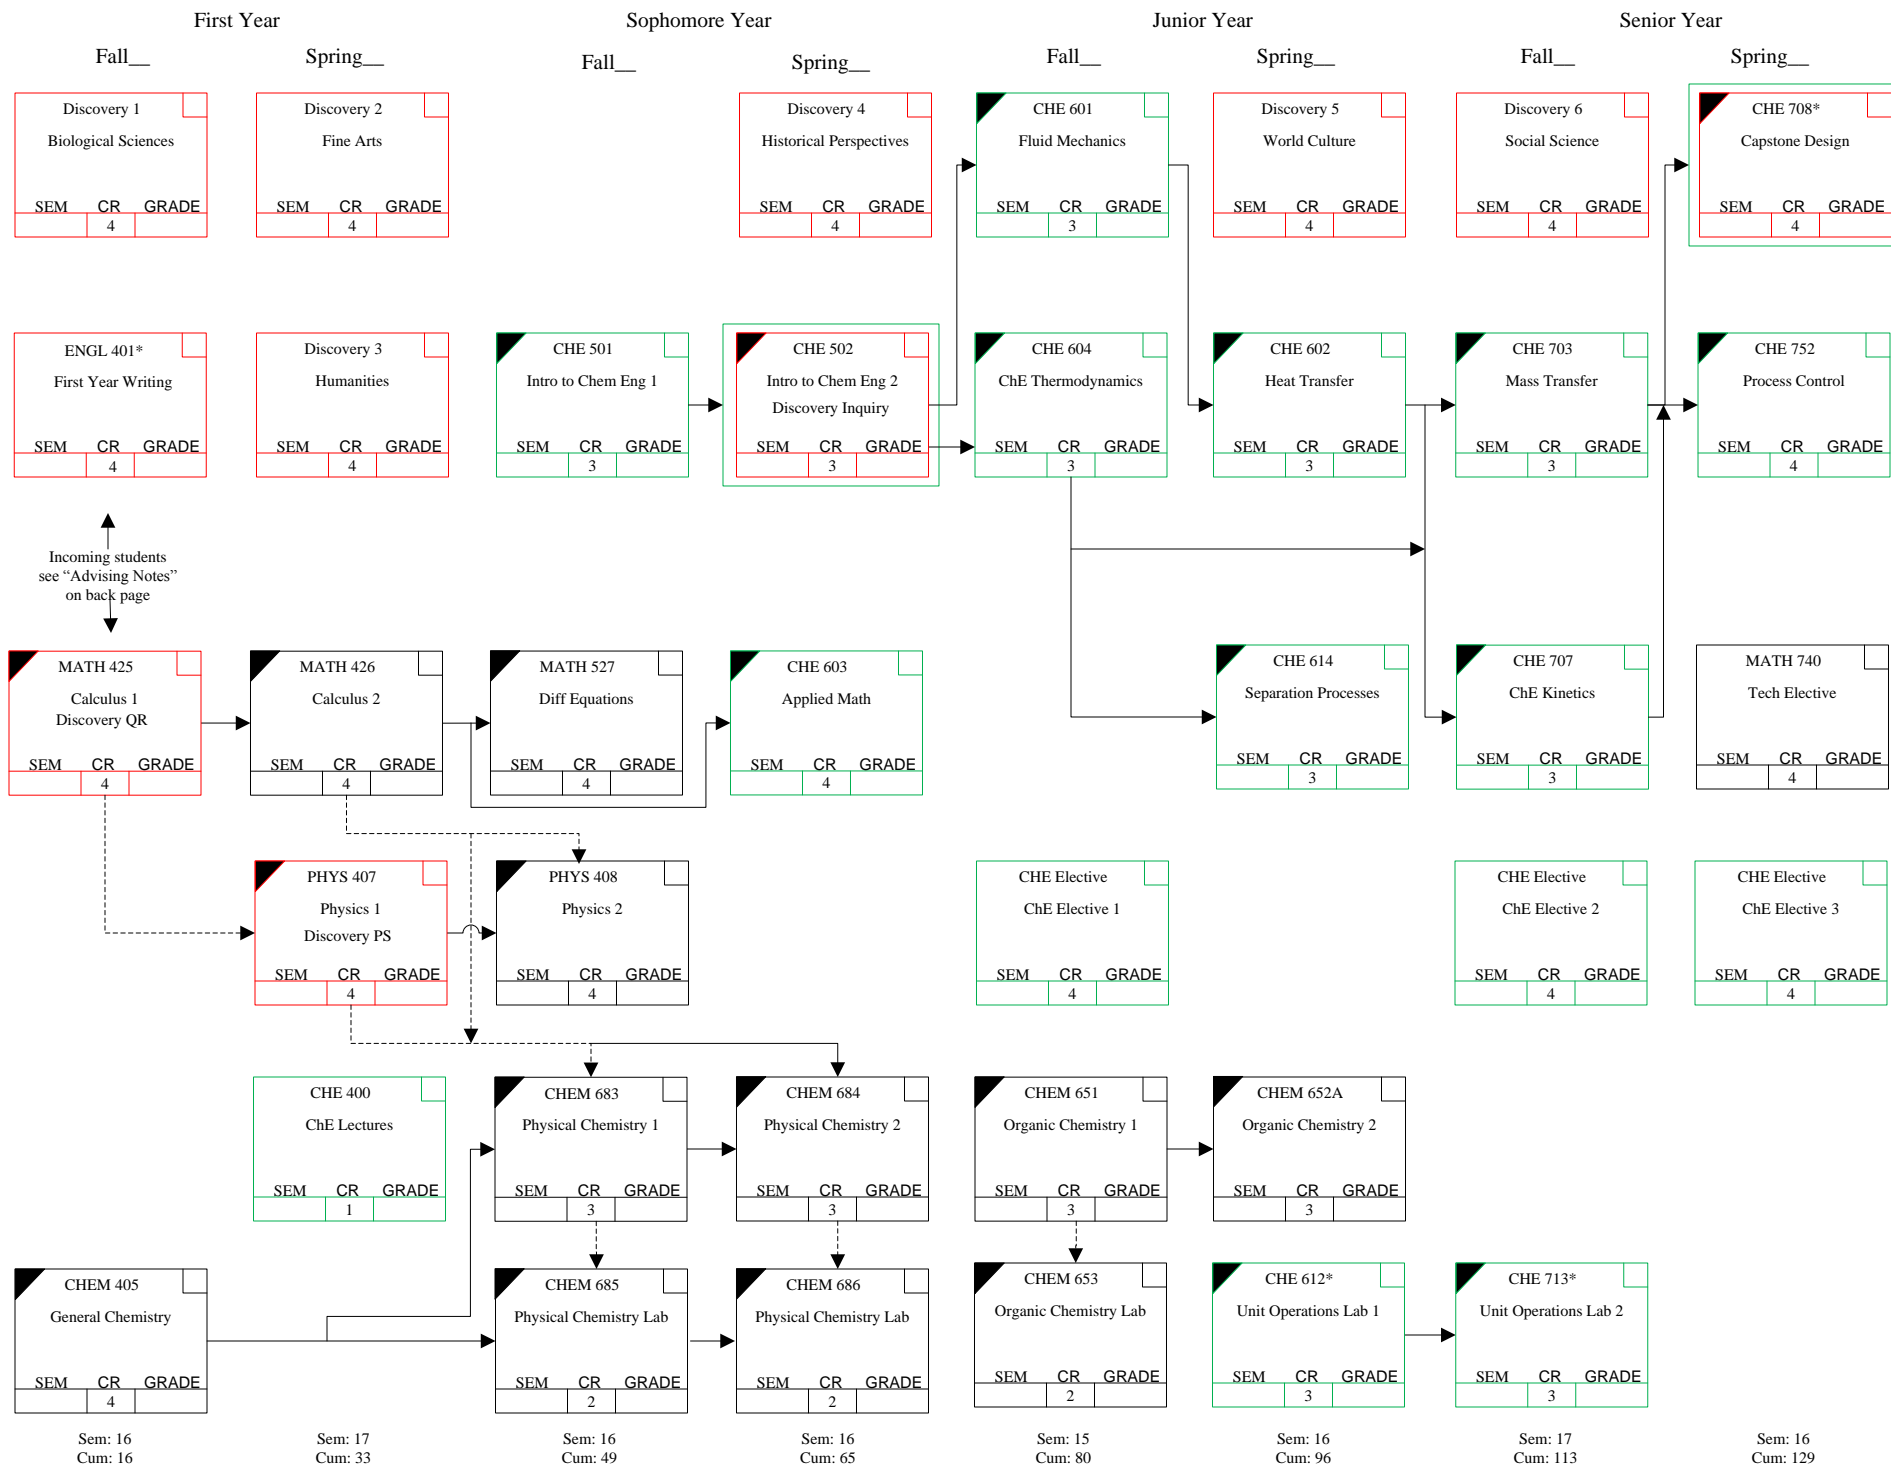 First Year
Sophomore Year
Junior Year
Senior Year
Fall__
Spring__
Fall__
Spring__
Fall__
Spring__
Fall__
Spring__
Discovery 1
Biological Sciences
SEM CR GRADE
4
Discovery 2
Fine Arts
SEM CR GRADE
4
Discovery 4
Historical Perspectives
SEM CR GRADE
4
CHE 601
Fluid Mechanics
SEM CR GRADE
3
Discovery 5
World Culture
SEM CR GRADE
4
Discovery 6
Social Science
SEM CR GRADE
4
CHE 708*
Capstone Design
SEM CR GRADE
4
ENGL 401*
First Year Writing
SEM CR GRADE
4
Discovery 3
Humanities
SEM CR GRADE
4
CHE 501
Intro to Chem Eng 1
SEM CR GRADE
3
CHE 502
Intro to Chem Eng 2
Discovery Inquiry
SEM CR GRADE
3
CHE 604
ChE Thermodynamics
SEM CR GRADE
3
CHE 602
Heat Transfer
SEM CR GRADE
3
CHE 703
Mass Transfer
SEM CR GRADE
3
CHE 752
Process Control
SEM CR GRADE
4
Incoming students
see “Advising Notes”
on back page
MATH 425
Calculus 1
Discovery QR
SEM CR GRADE
4
MATH 426
Calculus 2
SEM CR GRADE
4
MATH 527
Diff Equations
SEM CR GRADE
4
CHE 603
Applied Math
SEM CR GRADE
4
CHE 614
Separation Processes
SEM CR GRADE
3
CHE 707
ChE Kinetics
SEM CR GRADE
3
MATH 740
Tech Elective
SEM CR GRADE
4
PHYS 407
Physics 1
Discovery PS
SEM CR GRADE
4
PHYS 408
Physics 2
SEM CR GRADE
4
CHE Elective
ChE Elective 1
SEM CR GRADE
4
CHE Elective
ChE Elective 2
SEM CR GRADE
4
CHE Elective
ChE Elective 3
SEM CR GRADE
4
CHE 400
ChE Lectures
SEM CR GRADE
1
CHEM 683
Physical Chemistry 1
SEM CR GRADE
3
CHEM 684
Physical Chemistry 2
SEM CR GRADE
3
CHEM 651
Organic Chemistry 1
SEM CR GRADE
3
CHEM 652A
Organic Chemistry 2
SEM CR GRADE
3
CHEM 405
General Chemistry
SEM CR GRADE
4
CHEM 685
Physical Chemistry Lab
SEM CR GRADE
2
CHEM 686
Physical Chemistry Lab
SEM CR GRADE
2
CHEM 653
Organic Chemistry Lab
SEM CR GRADE
2
CHE 612*
Unit Operations Lab 1
SEM CR GRADE
3
CHE 713*
Unit Operations Lab 2
SEM CR GRADE
3
Sem: 16
Cum: 16
Sem: 17
Cum: 33
Sem: 16
Cum: 49
Sem: 16
Cum: 65
Sem: 15
Cum: 80
Sem: 16
Cum: 96
Sem: 17
Cum: 113
Sem: 16
Cum: 129